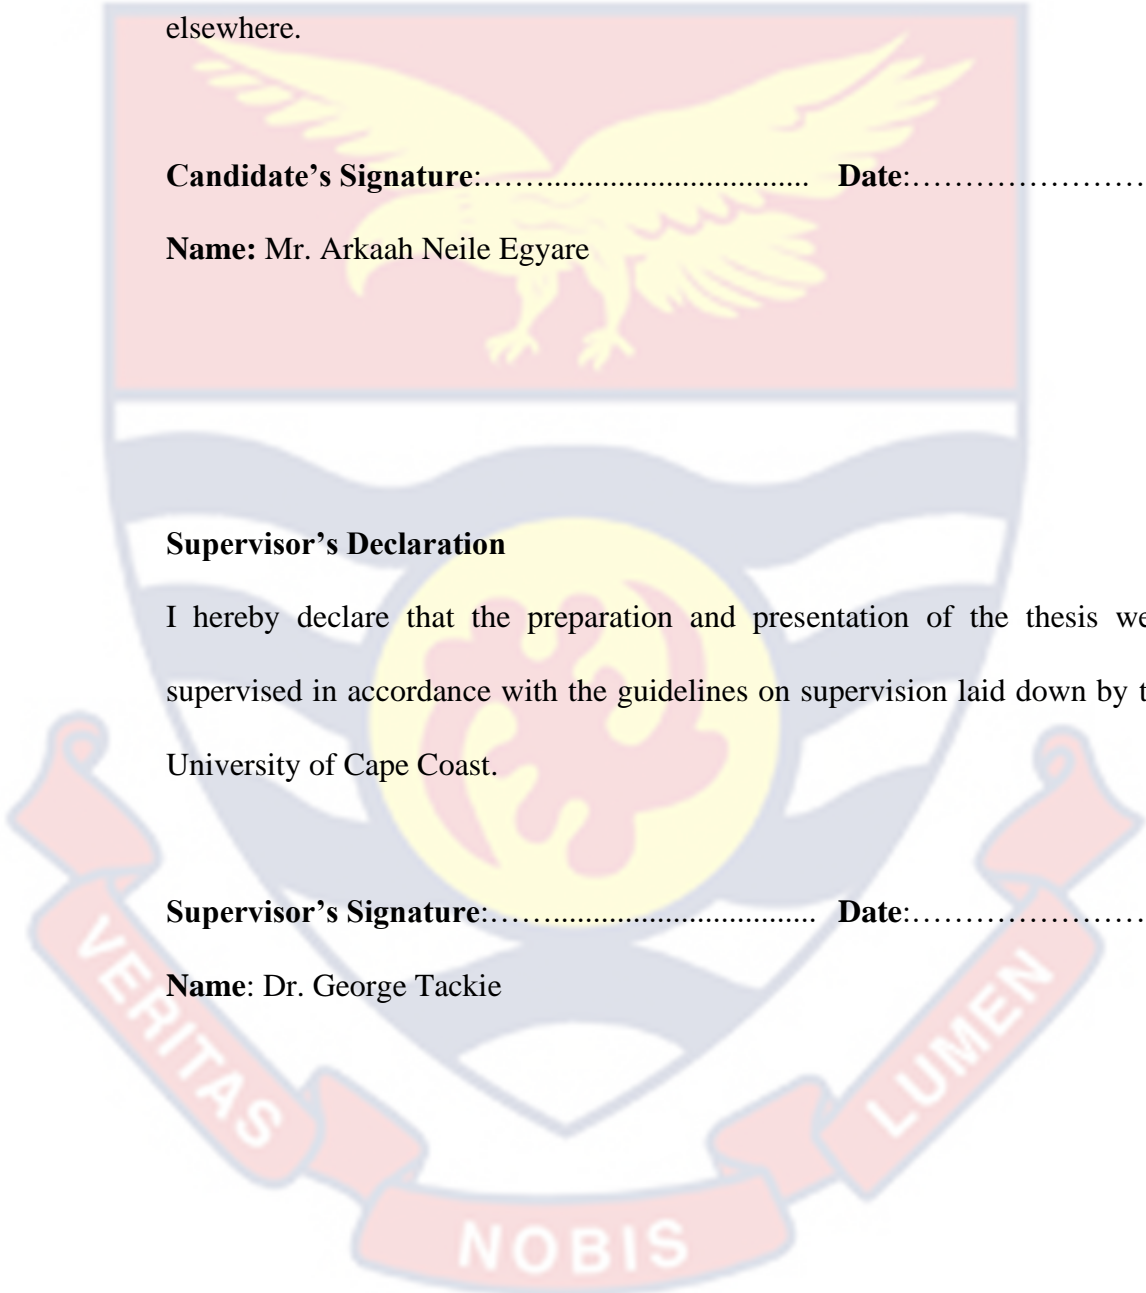 elsewhere.
Candidate’s Signature:……................................. Date:……………………
Name: Mr. Arkaah Neile Egyare
Supervisor’s Declaration
I hereby declare that the preparation and presentation of the thesis we
supervised in accordance with the guidelines on supervision laid down by t
University of Cape Coast.
Supervisor’s Signature:……................................. Date:……………………
Name: Dr. George Tackie
VERITAS
NOBIS
LUMEN